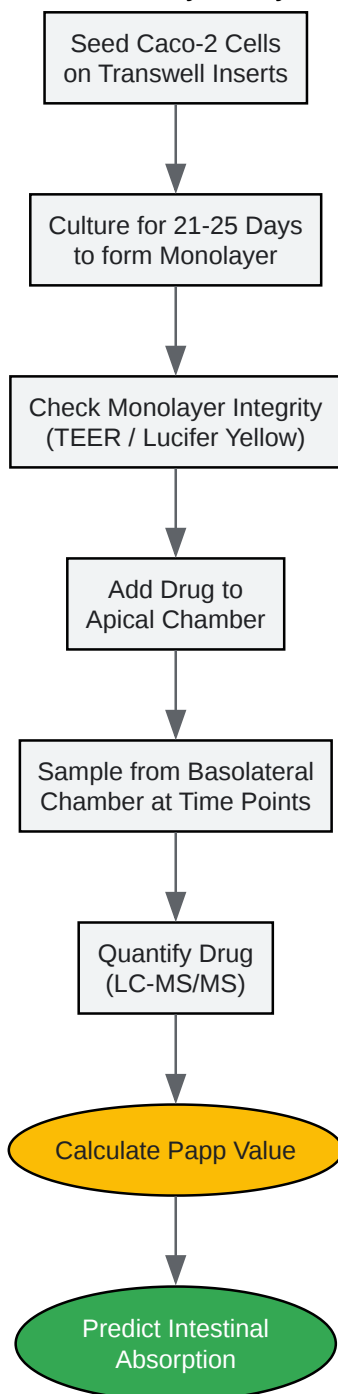 Seed Caco-2 Cells
on Transwell Inserts
Culture for 21-25 Days
to form Monolayer
Check Monolayer Integrity
(TEER / Lucifer Yellow)
Add Drug to
Apical Chamber
Sample from Basolateral
Chamber at Time Points
Quantify Drug
(LC-MS/MS)
Calculate Papp Value
Predict Intestinal
Absorption